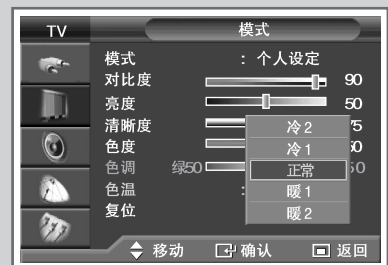 TV 模式
模式 : 个人设定
对比度 90
亮度 50
清晰度 75
色度
色调 绿50
色温 :
复位
冷2
冷1
正常
暖1
暖2
移动 确认 返回